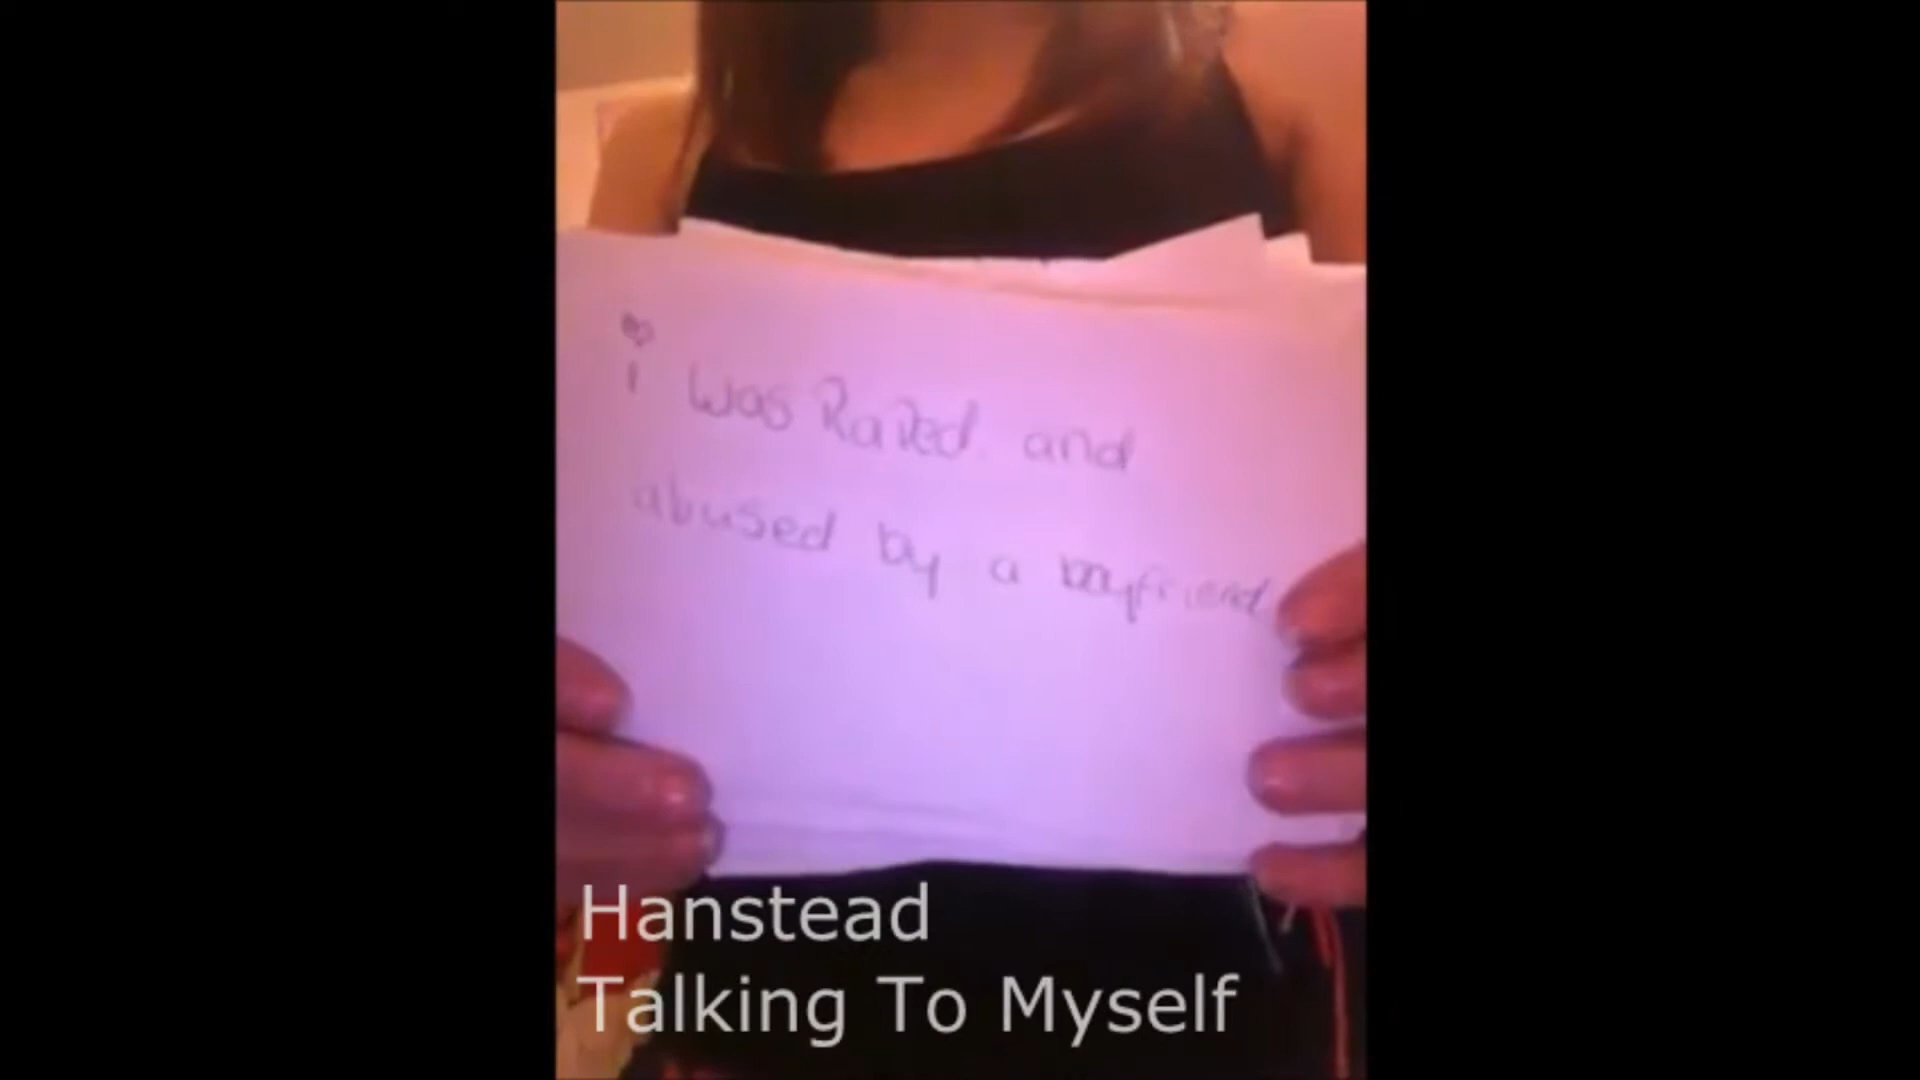 i was Raped. and
abused by a boyfriend
Hanstead
Talking To Myself